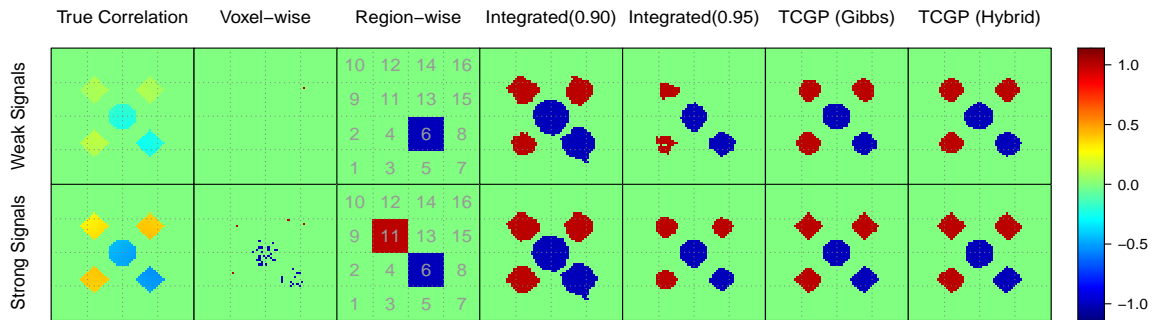 True Correlation Voxel−wise Region−wise Integrated(0.90) Integrated(0.95) TCGP (Gibbs) TCGP (Hybrid)
Weak Signals
10 12 14 16
9 11 13 15
2 4 6 8
1 3 5 7
Strong Signals
10 12 14 16
9 11 13 15
2 4 6 8
1 3 5 7
1.0
0.5
0.0
−0.5
−1.0